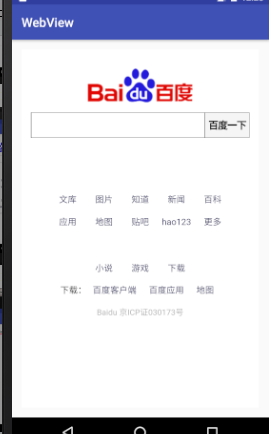 WebView
Bai du 百度
百度一下
文库 图片 知道 新闻 百科
应用 地图 贴吧 hao123 更多
小说 游戏 下载
下载： 百度客户端 百度应用 地图
Baidu 京ICP证030173号